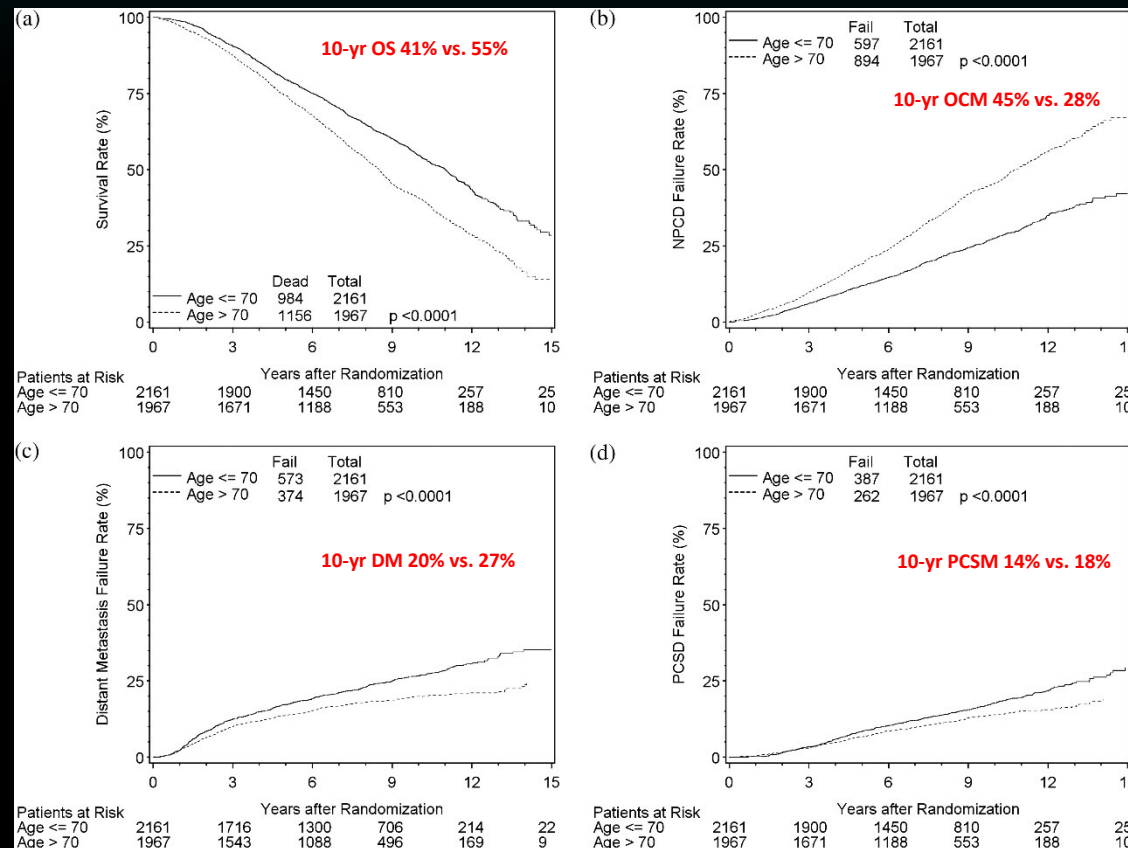 (a)
100
75
50
25
0
Survival Rate (%)
10-yr OS 41% vs. 55%
Dead Total
Age <= 70 984 2161
Age > 70 1156 1967 p <0.0001
0 3 6 9 12 15
Years after Randomization
Patients at Risk
Age <= 70 2161 1900 1450 810 257 25
Age > 70 1967 1671 1188 553 188 10
(b)
100
75
50
25
0
NPCD Failure Rate (%)
Fail Total
Age <= 70 597 2161
Age > 70 894 1967 p <0.0001
10-yr OCM 45% vs. 28%
0 3 6 9 12 1
Years after Randomization
Patients at Risk
Age <= 70 2161 1900 1450 810 257 25
Age > 70 1967 1671 1188 553 188 10
(c)
100
75
50
25
0
Distant Metastasis Failure Rate (%)
Fail Total
Age <= 70 573 2161
Age > 70 374 1967 p <0.0001
10-yr DM 20% vs. 27%
0 3 6 9 12 15
Years after Randomization
Patients at Risk
Age <= 70 2161 1716 1300 706 214 22
Age > 70 1967 1543 1088 496 169 9
(d)
100
75
50
25
0
PCSD Failure Rate (%)
Fail Total
Age <= 70 387 2161
Age > 70 262 1967 p <0.0001
10-yr PCSM 14% vs. 18%
0 3 6 9 12 1
Years after Randomization
Patients at Risk
Age <= 70 2161 1900 1450 810 257 25
Age > 70 1967 1671 1188 553 188 10